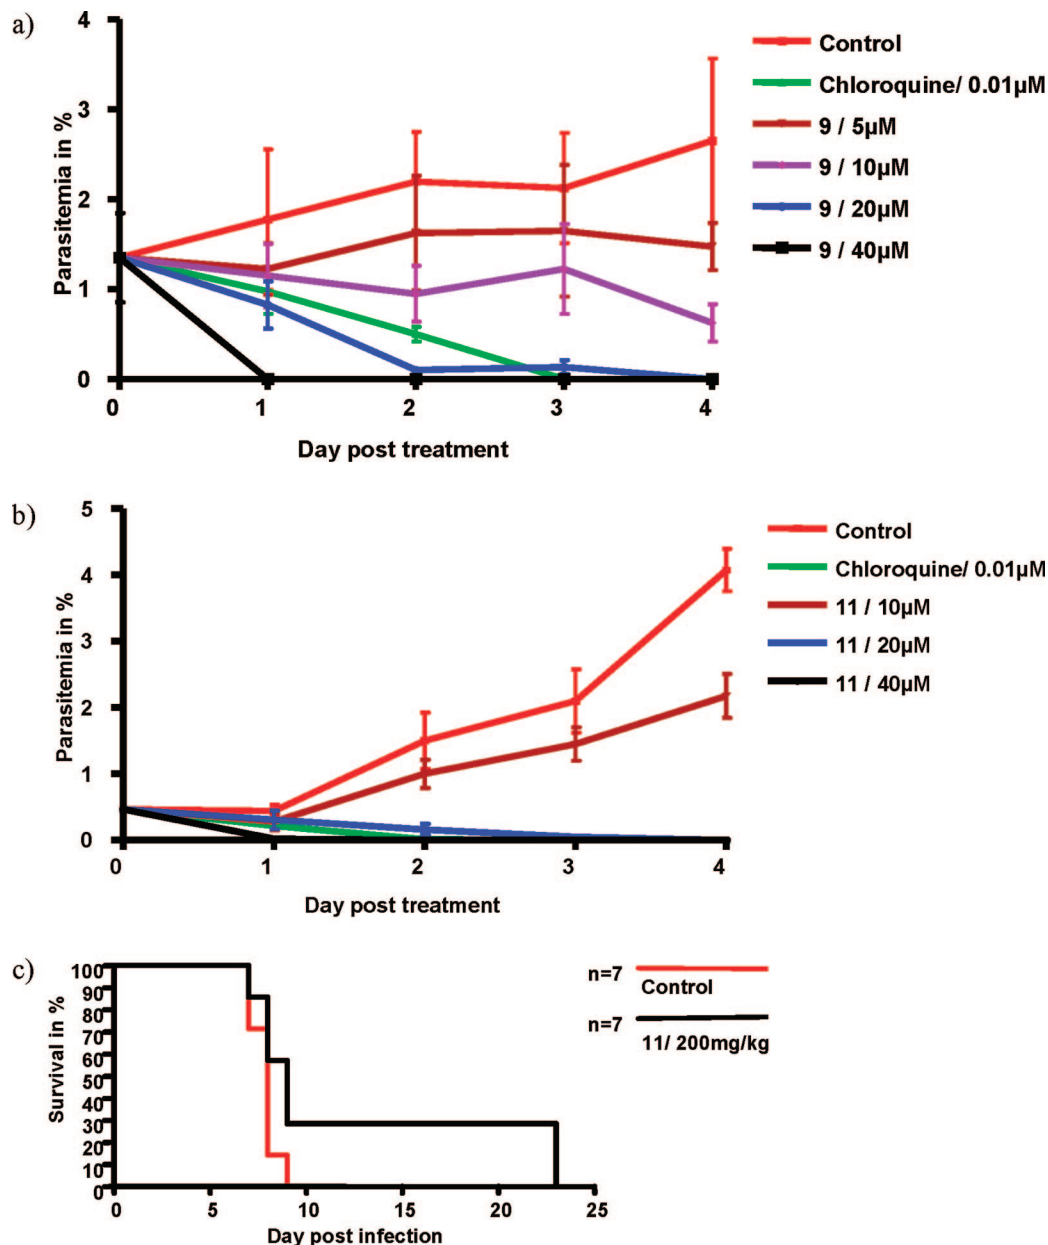 a)
Parasitemia in %
4
3
2
1
0
0 1 2 3 4
Day post treatment
Control
Chloroquine/ 0.01µM
9 / 5µM
9 / 10µM
9 / 20µM
9 / 40µM
b)
Parasitemia in %
5
4
3
2
1
0
0 1 2 3 4
Day post treatment
Control
Chloroquine/ 0.01µM
11 / 10µM
11 / 20µM
11 / 40µM
c)
Survival in %
100
90
80
70
60
50
40
30
20
10
0
0 5 10 15 20 25
Day post infection
n=7
Control
n=7
11/ 200mg/kg